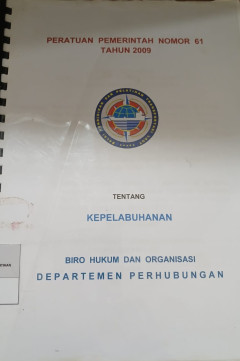 PERATUAN PEMERINTAH NOMOR 61
TAHUN 2009
TENTANG
KEPELABUHANAN
BIRO HUKUM DAN ORGANISASI
DEPARTEMEN PERHUBUNGAN